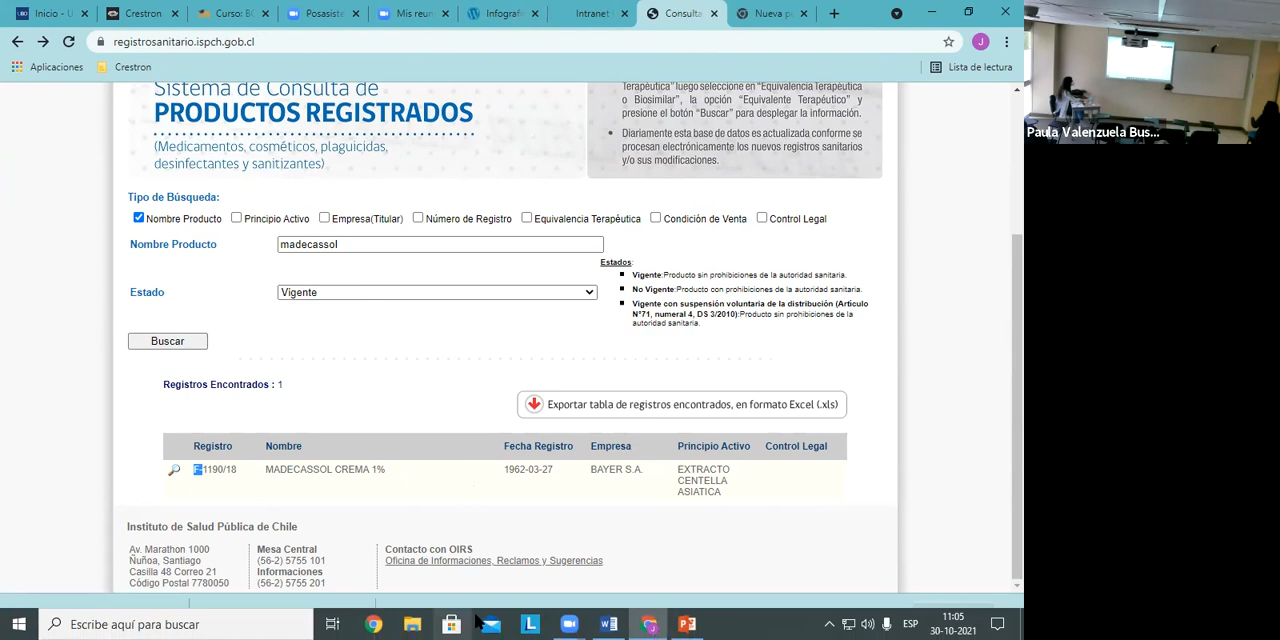 Inicio - U
Crestron
Curso: BC
Posasiste
Mis reun
Infografi
Intranet
Consulta
Nueva p
registrosanitario.ispch.gob.cl
J
Aplicaciones
Crestron
Lista de lectura
Sistema de Consulta de
PRODUCTOS REGISTRADOS
(Medicamentos, cosméticos, plaguicidas,
desinfectantes y sanitizantes)
Terapéutica” luego seleccione en “Equivalencia Terapéutica
o Biosimilar”, la opción “Equivalente Terapéutico” y
presione el botón “Buscar” para desplegar la información.
Diariamente esta base de datos es actualizada conforme se
procesan electrónicamente los nuevos registros sanitarios
y/o sus modificaciones.
Tipo de Búsqueda:
Nombre Producto Principio Activo Empresa(Titular) Número de Registro Equivalencia Terapéutica Condición de Venta Control Legal
Nombre Producto madecassol
Estados:
Vigente:Producto sin prohibiciones de la autoridad sanitaria.
No Vigente:Producto con prohibiciones de la autoridad sanitaria.
Vigente con suspensión voluntaria de la distribución (Artículo
N°71, numeral 4, DS 3/2010):Producto sin prohibiciones de la
autoridad sanitaria.
Estado Vigente
Buscar
Registros Encontrados : 1
Exportar tabla de registros encontrados, en formato Excel (.xls)
Registro Nombre Fecha Registro Empresa Principio Activo Control Legal
F-1190/18 MADECASSOL CREMA 1% 1962-03-27 BAYER S.A. EXTRACTO
CENTELLA
ASIATICA
Instituto de Salud Pública de Chile
Av. Marathon 1000
Ñuñoa, Santiago
Casilla 48 Correo 21
Código Postal 7780050
Mesa Central
(56-2) 5755 101
Informaciones
(56-2) 5755 201
Contacto con OIRS
Oficina de Informaciones, Reclamos y Sugerencias
Escribe aquí para buscar
ESP
11:05
30-10-2021
Paula Valenzuela Bus...